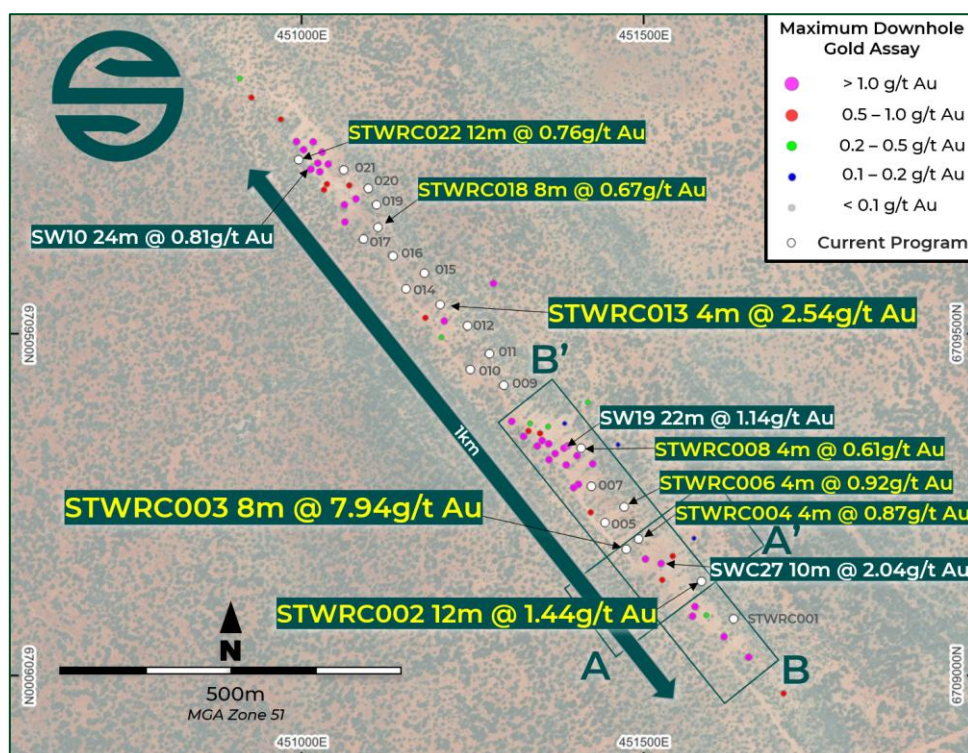 451000E
451500E
Maximum Downhole
Gold Assay
> 1.0 g/t Au
0.5 – 1.0 g/t Au
0.2 – 0.5 g/t Au
0.1 – 0.2 g/t Au
< 0.1 g/t Au
Current Program
STWRC022 12m @ 0.76g/t Au
021
020
STWRC018 8m @ 0.67g/t Au
019
SW10 24m @ 0.81g/t Au
017
016
015
014
STWRC013 4m @ 2.54g/t Au
012
6709500N
6709500N
011
B'
010
009
1km
SW19 22m @ 1.14g/t Au
STWRC008 4m @ 0.61g/t Au
007
STWRC006 4m @ 0.92g/t Au
STWRC003 8m @ 7.94g/t Au
005
STWRC004 4m @ 0.87g/t Au
A'
SWC27 10m @ 2.04g/t Au
STWRC002 12m @ 1.44g/t Au
STWRC001
N
A
B
500m
MGA Zone 51
6709000N
6709000N
451000E
451500E